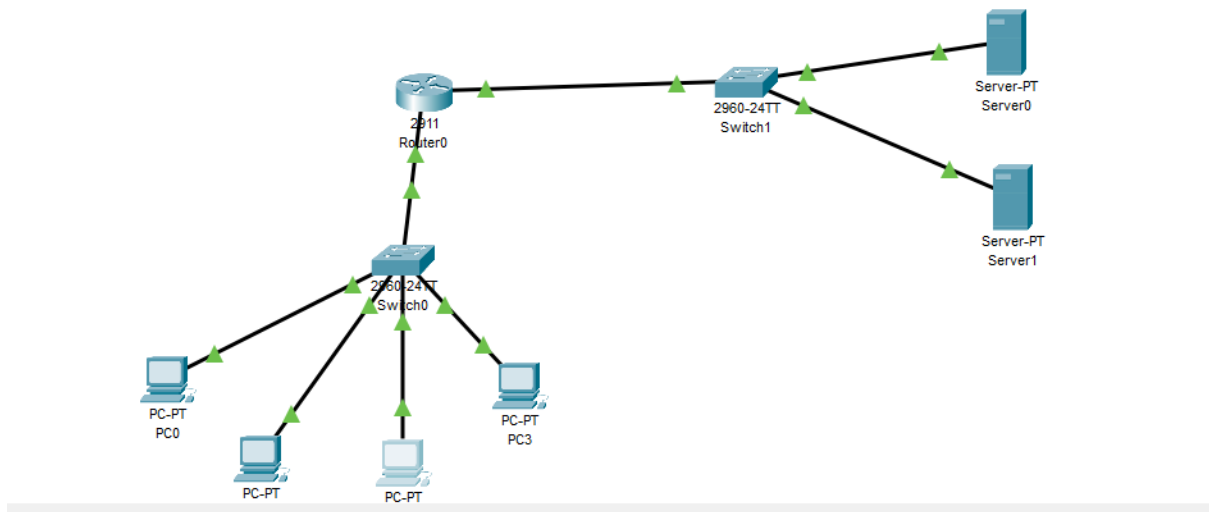 Server-PT
Server0
2960-24TT
Switch1
2911
Router0
Server-PT
Server1
2960-24TT
Switch0
PC-PT
PC0
PC-PT
PC3
PC-PT
PC-PT